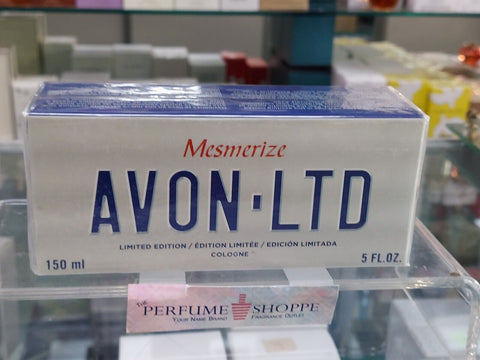 Mesmerize
AVON·LTD
LIMITED EDITION / ÉDITION LIMITÉE / EDICIÓN LIMITADA
COLOGNE
150 ml 5 FL.OZ.
THE PERFUME SHOPPE
YOUR NAME BRAND FRAGRANCE OUTLET